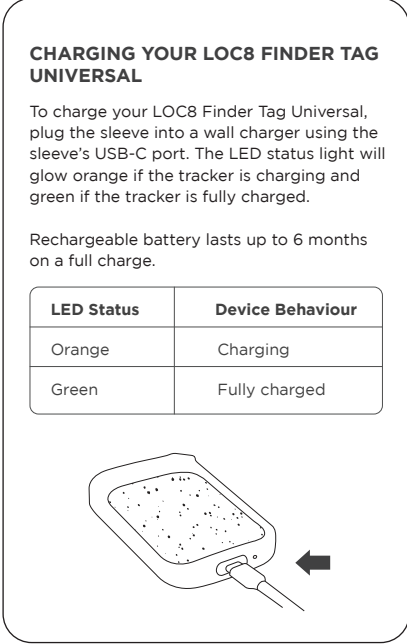 CHARGING YOUR LOC8 FINDER TAG
UNIVERSAL
To charge your LOC8 Finder Tag Universal,
plug the sleeve into a wall charger using the
sleeve's USB-C port. The LED status light will
glow orange if the tracker is charging and
green if the tracker is fully charged.
Rechargeable battery lasts up to 6 months
on a full charge.
LED Status Device Behaviour
Orange Charging
Green Fully charged